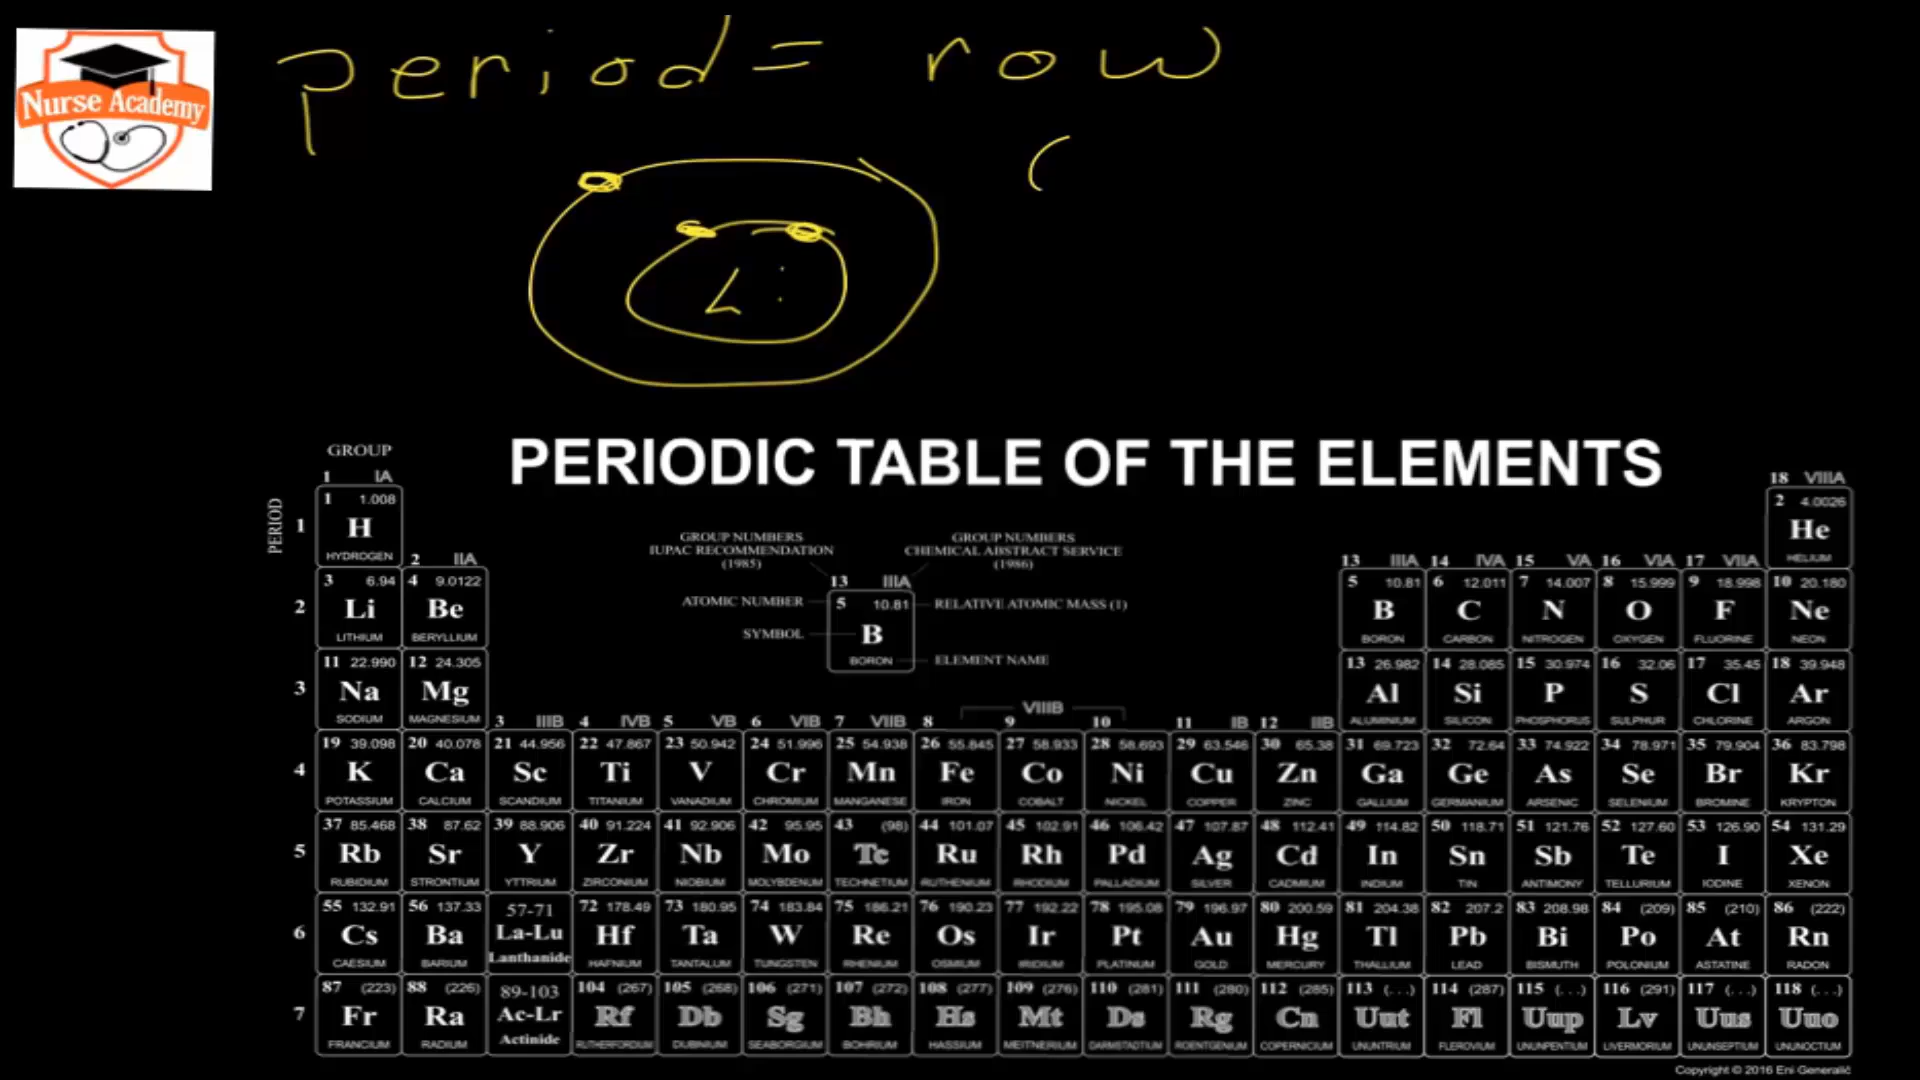 Nurse Academy
period = row
(
Li
PERIODIC TABLE OF THE ELEMENTS
GROUP
PERIOD
1 IA
18 VIIIA
1 1.008
2 4.0026
1 H He
HYDROGEN HELIUM
2 IIA
13 IIIA 14 IVA 15 VA 16 VIA 17 VIIA
GROUP NUMBERS
IUPAC RECOMMENDATION
(1985)
GROUP NUMBERS
CHEMICAL ABSTRACT SERVICE
(1986)
13 IIIA
ATOMIC NUMBER
5 10.81
RELATIVE ATOMIC MASS (1)
SYMBOL
B
BORON
ELEMENT NAME
3 6.94 4 9.0122 5 10.81 6 12.011 7 14.007 8 15.999 9 18.998 10 20.180
2 Li Be B C N O F Ne
LITHIUM BERYLLIUM BORON CARBON NITROGEN OXYGEN FLUORINE NEON
11 22.990 12 24.305 13 26.982 14 28.085 15 30.974 16 32.06 17 35.45 18 39.948
3 Na Mg Al Si P S Cl Ar
SODIUM MAGNESIUM ALUMINIUM SILICON PHOSPHORUS SULPHUR CHLORINE ARGON
3 IIIB 4 IVB 5 VB 6 VIB 7 VIIB 8 9 VIIIB 10 11 IB 12 IIB
19 39.098 20 40.078 21 44.956 22 47.867 23 50.942 24 51.996 25 54.938 26 55.845 27 58.933 28 58.693 29 63.546 30 65.38 31 69.723 32 72.64 33 74.922 34 78.971 35 79.904 36 83.798
4 K Ca Sc Ti V Cr Mn Fe Co Ni Cu Zn Ga Ge As Se Br Kr
POTASSIUM CALCIUM SCANDIUM TITANIUM VANADIUM CHROMIUM MANGANESE IRON COBALT NICKEL COPPER ZINC GALLIUM GERMANIUM ARSENIC SELENIUM BROMINE KRYPTON
37 85.468 38 87.62 39 88.906 40 91.224 41 92.906 42 95.95 43 (98) 44 101.07 45 102.91 46 106.42 47 107.87 48 112.41 49 114.82 50 118.71 51 121.76 52 127.60 53 126.90 54 131.29
5 Rb Sr Y Zr Nb Mo Tc Ru Rh Pd Ag Cd In Sn Sb Te I Xe
RUBIDIUM STRONTIUM YTTRIUM ZIRCONIUM NIOBIUM MOLYBDENUM TECHNETIUM RUTHENIUM RHODIUM PALLADIUM SILVER CADMIUM INDIUM TIN ANTIMONY TELLURIUM IODINE XENON
55 132.91 56 137.33 57-71 72 178.49 73 180.95 74 183.84 75 186.21 76 190.23 77 192.22 78 195.08 79 196.97 80 200.59 81 204.38 82 207.2 83 208.98 84 (209) 85 (210) 86 (222)
6 Cs Ba La-Lu Hf Ta W Re Os Ir Pt Au Hg Tl Pb Bi Po At Rn
CAESIUM BARIUM Lanthanide HAFNIUM TANTALUM TUNGSTEN RHENIUM OSMIUM IRIDIUM PLATINUM GOLD MERCURY THALLIUM LEAD BISMUTH POLONIUM ASTATINE RADON
87 (223) 88 (226) 89-103 104 (267) 105 (268) 106 (271) 107 (272) 108 (277) 109 (276) 110 (281) 111 (280) 112 (285) 113 (...) 114 (287) 115 (...) 116 (291) 117 (...) 118 (...)
7 Fr Ra Ac-Lr Rf Db Sg Bh Hs Mt Ds Rg Cn Uut Fl Uup Lv Uus Uuo
FRANCIUM RADIUM Actinide RUTHERFORDIUM DUBNIUM SEABORGIUM BOHRIUM HASSIUM MEITNERIUM DARMSTADTIUM ROENTGENIUM COPERNICIUM UNUNTRIUM FLEROVIUM UNUNPENTIUM LIVERMORIUM UNUNSEPTIUM UNUNOCTIUM
Copyright © 2016 Eni Generalić